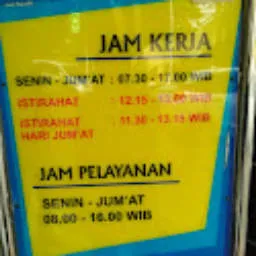 JAM KERJA
SENIN - JUM'AT : 07.30 - 17.00 WIB
ISTIRAHAT : 12.15 - 13.00 WIB
ISTIRAHAT : 11.30 - 13.15 WIB
HARI JUM'AT
JAM PELAYANAN
SENIN - JUM'AT
08.00 - 16.00 WIB